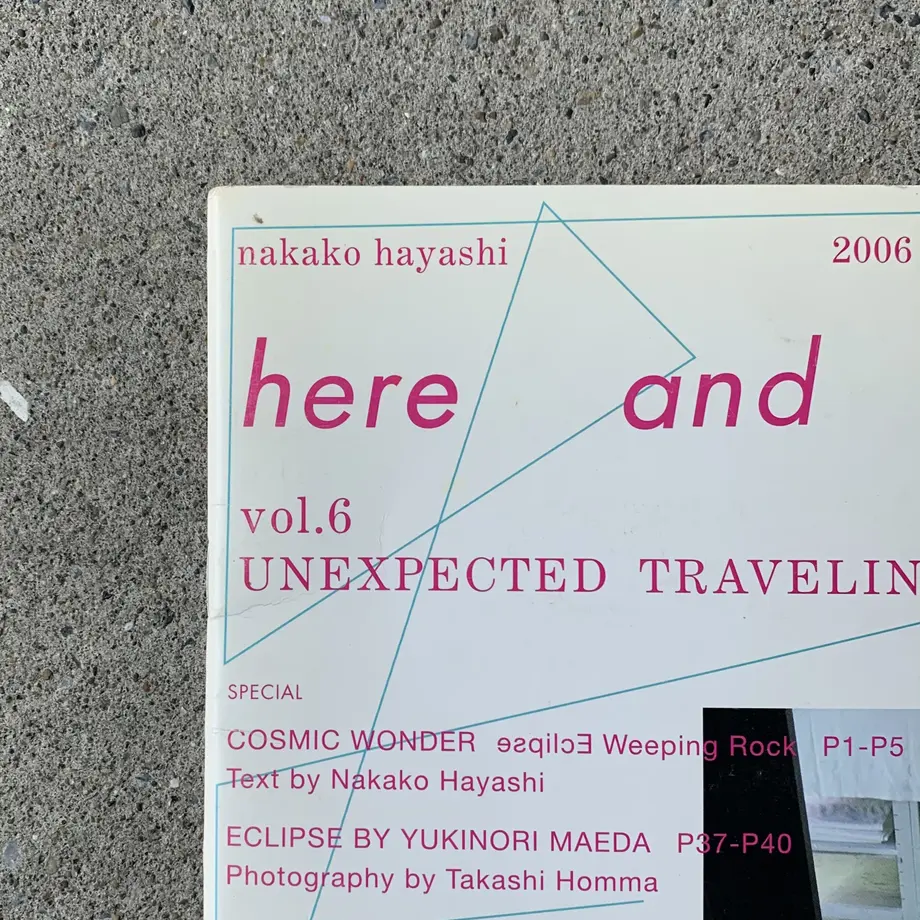 nakako hayashi 2006
here and
vol.6
UNEXPECTED TRAVELIN
SPECIAL
COSMIC WONDER Eclipse Weeping Rock P1-P5
Text by Nakako Hayashi
ECLIPSE BY YUKINORI MAEDA P37-P40
Photography by Takashi Homma